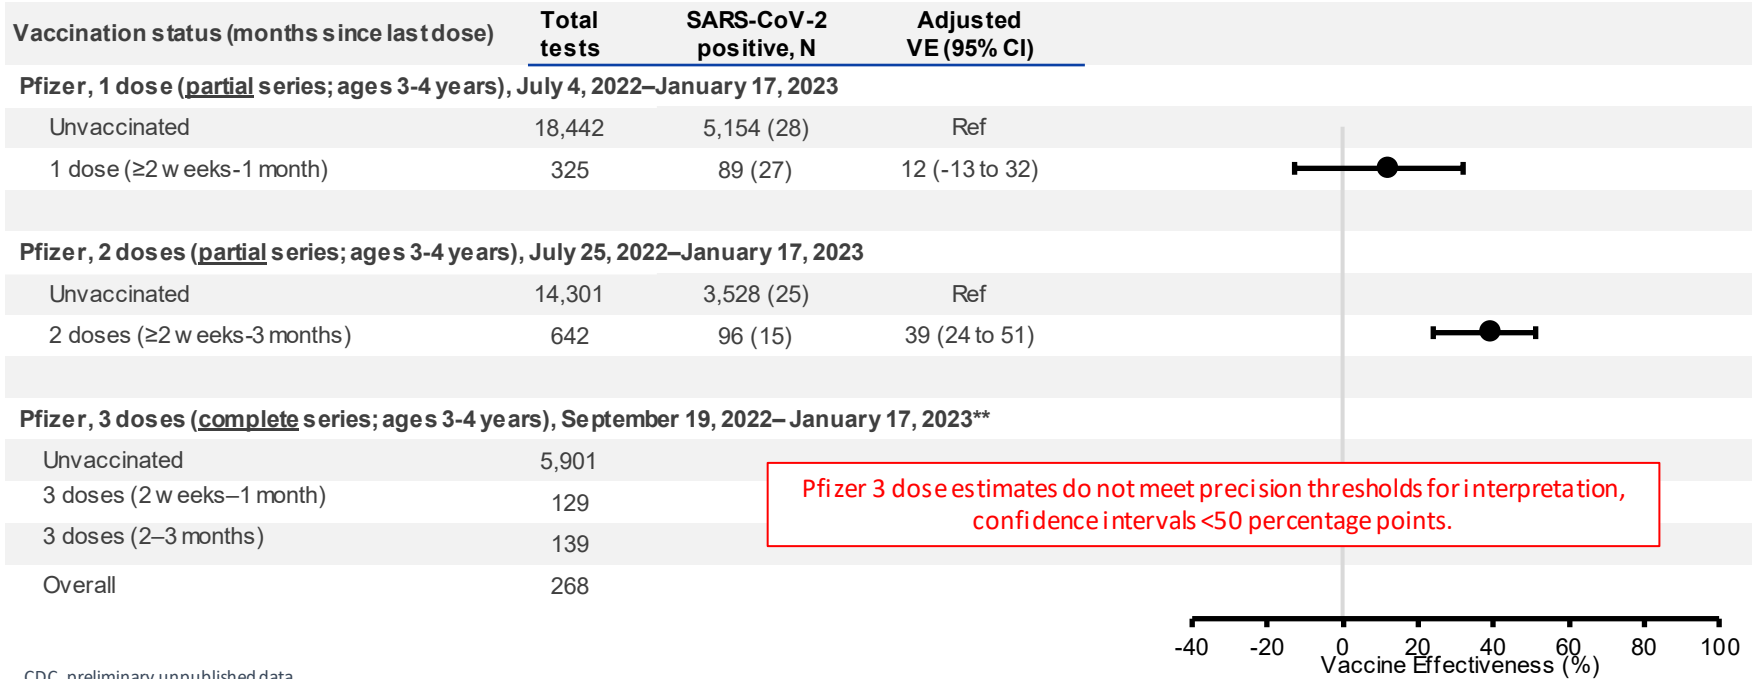 Vaccination status (months since last dose) Total tests SARS-CoV-2 positive, N Adjusted VE (95% CI)
Pfizer, 1 dose (partial series; ages 3-4 years), July 4, 2022–January 17, 2023
Unvaccinated 18,442 5,154 (28) Ref
1 dose (≥2 weeks-1 month) 325 89 (27) 12 (-13 to 32)
Pfizer, 2 doses (partial series; ages 3-4 years), July 25, 2022–January 17, 2023
Unvaccinated 14,301 3,528 (25) Ref
2 doses (≥2 weeks-3 months) 642 96 (15) 39 (24 to 51)
Pfizer, 3 doses (complete series; ages 3-4 years), September 19, 2022– January 17, 2023**
Unvaccinated 5,901
3 doses (2 weeks–1 month) 129
3 doses (2–3 months) 139
Overall 268
Pfizer 3 dose estimates do not meet precision thresholds for interpretation,
confidence intervals <50 percentage points.
-40 -20 0 20 40 60 80 100
Vaccine Effectiveness (%)
CDC, preliminary unpublished data